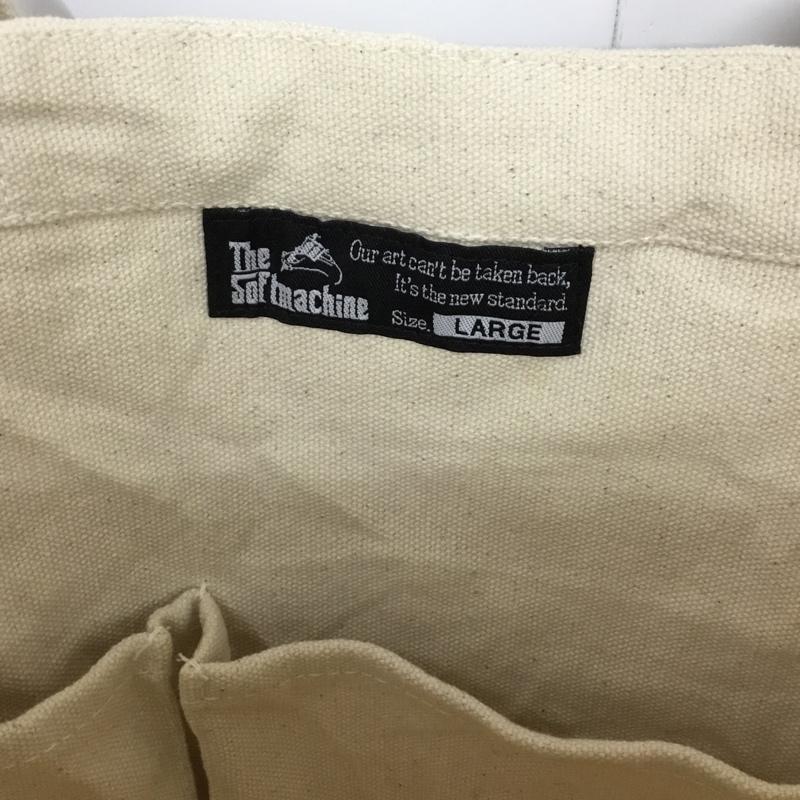 The
Softmachine
Our art can't be taken back,
It's the new standard.
Size. LARGE